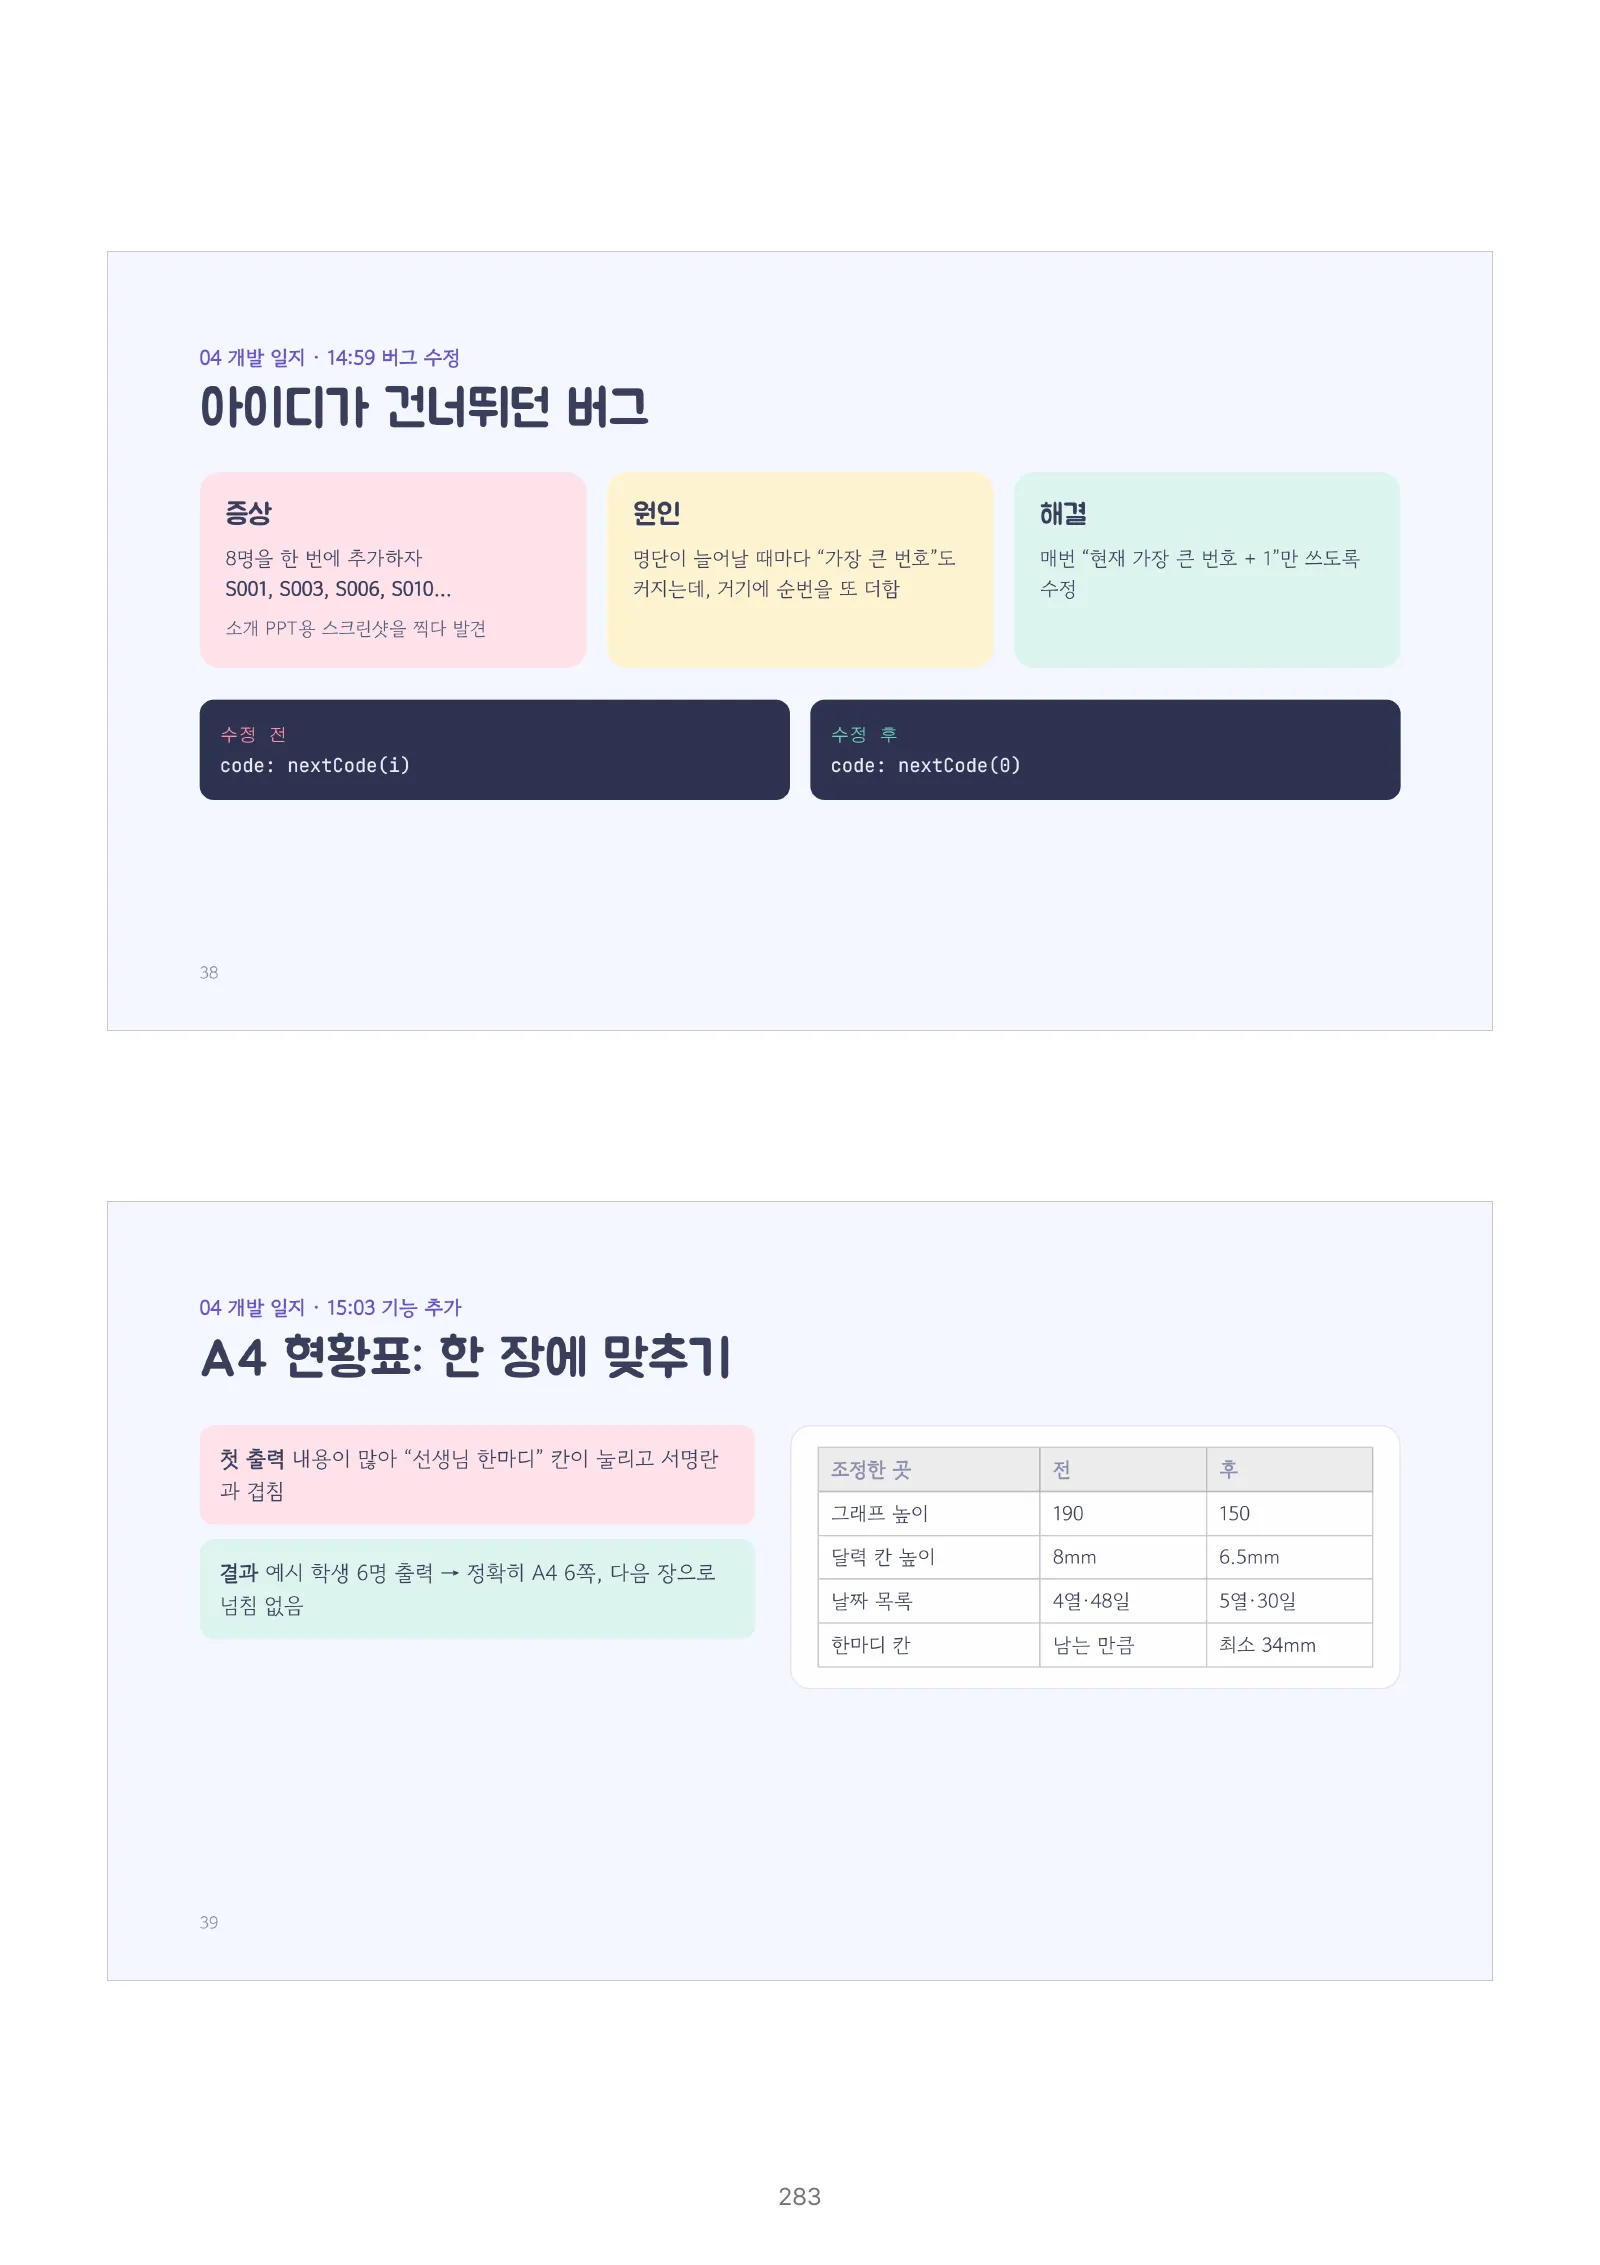 04 개발 일지 · 14:59 버그 수정
아이디가 건너뛰던 버그
증상
8명을 한 번에 추가하자
S001, S003, S006, S010…
소개 PPT용 스크린샷을 찍다 발견
원인
명단이 늘어날 때마다 “가장 큰 번호”도
커지는데, 거기에 순번을 또 더함
해결
매번 “현재 가장 큰 번호 + 1”만 쓰도록
수정
수정 전
code: nextCode(i)
수정 후
code: nextCode(0)
38
04 개발 일지 · 15:03 기능 추가
A4 현황표: 한 장에 맞추기
첫 출력 내용이 많아 “선생님 한마디” 칸이 눌리고 서명란
과 겹침
결과 예시 학생 6명 출력 → 정확히 A4 6쪽, 다음 장으로
넘침 없음
조정한 곳 전 후
그래프 높이 190 150
달력 칸 높이 8mm 6.5mm
날짜 목록 4열·48일 5열·30일
한마디 칸 남는 만큼 최소 34mm
39
283